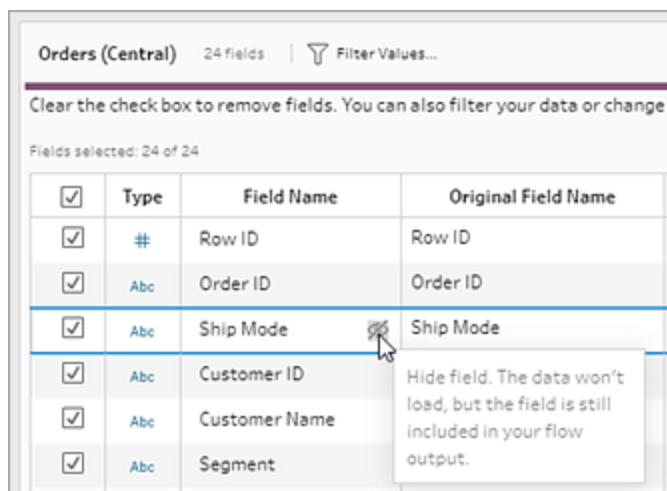 Orders (Central) 24 fields Filter Values...
Clear the check box to remove fields. You can also filter your data or change
Fields selected: 24 of 24
Type Field Name Original Field Name
# Row ID Row ID
Abc Order ID Order ID
Abc Ship Mode Ship Mode
Abc Customer ID
Abc Customer Name
Abc Segment
Hide field. The data won't
load, but the field is still
included in your flow
output.